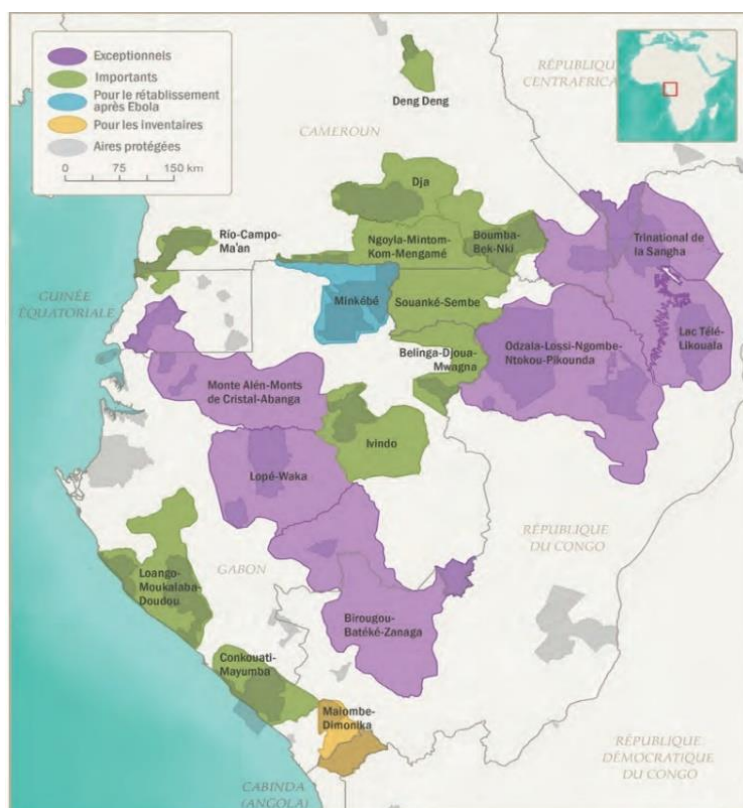 Exceptionnels
Importants
Pour le rétablissement
après Ebola
Pour les inventaires
Aires protégées
0 75 150 km
RÉPUBLIQUE
CENTRAFRICA
Deng Deng
CAMEROUN
Dja
Río-Campo-
Ma'an
Ngoyla-Mintom-
Kom-Mengamé
Boumba-
Bek-Nki
Trinational de
la Sangha
GUINÉE
ÉQUATORIALE
Minkébé
Souanké-Sembe
Odzala-Lossi-Ngombe-
Ntokou-Pikounda
Lac Télé-
Likouala
Belinga-Djoua-
Mwagna
Monte Alén-Monts
de Cristal-Abanga
Ivindo
Lopé-Waka
RÉPUBLIQUE
DU CONGO
Loango-
Moukalaba-
Doudou
GABON
Birougou-
Batéké-Zanaga
Conkouati-
Mayumba
Maiombe-
Dimonika
RÉPUBLIQUE
DÉMOCRATIQUE
DU CONGO
CABINDA
(ANGOLA)